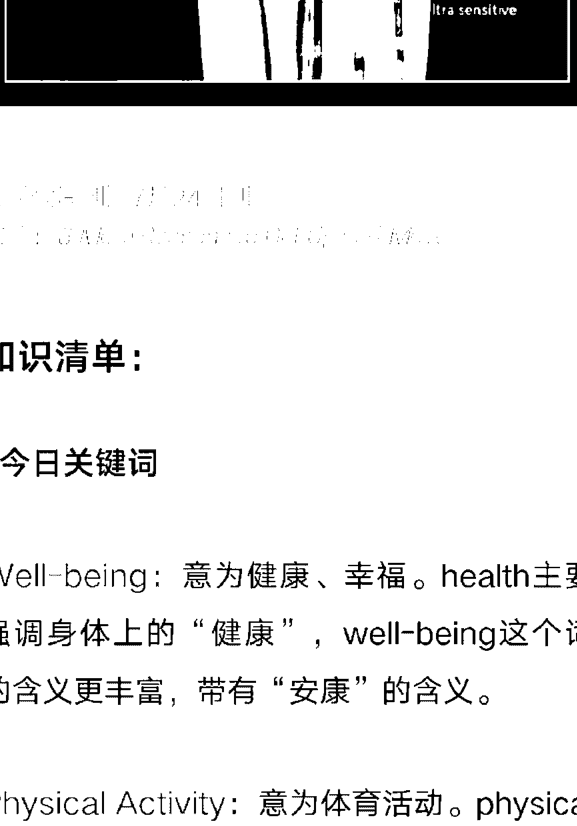 ltra sensitive
知识清单：
今日关键词
Well-being：意为健康、幸福。health主要
强调身体上的“健康”，well-being这个词
的含义更丰富，带有“安康”的含义。
Physical Activity：意为体育活动。physica